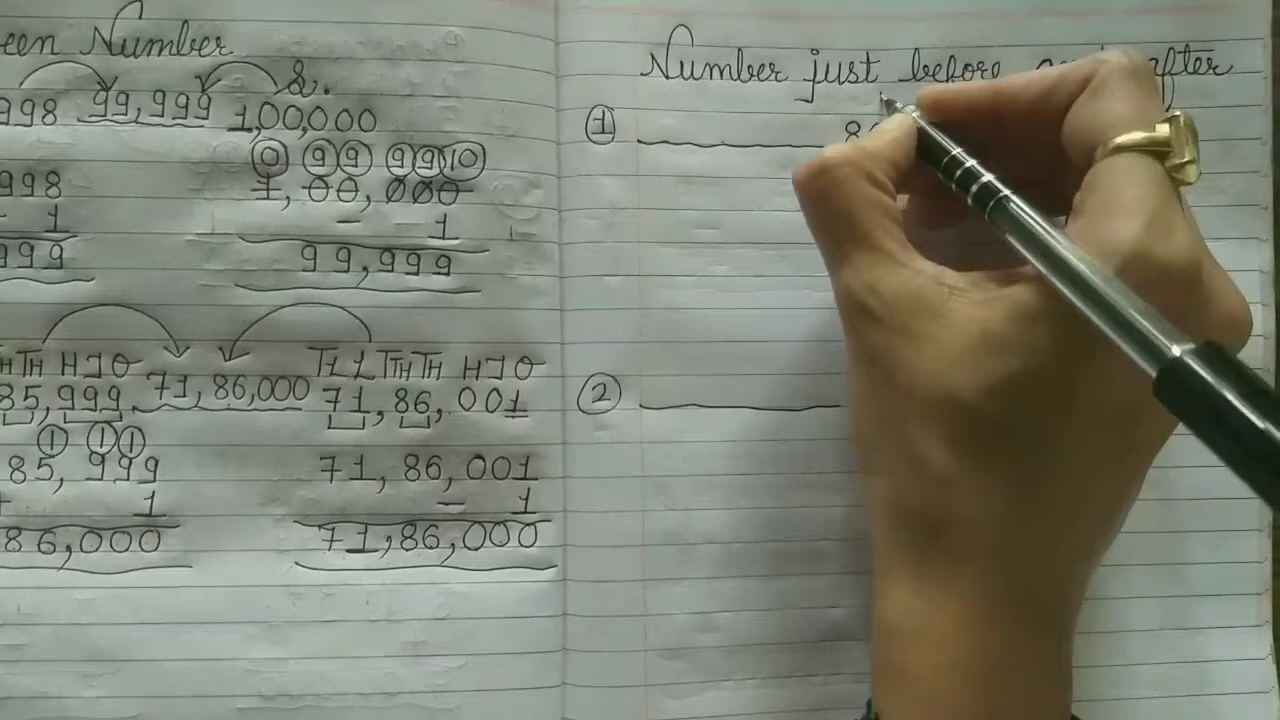 een Number
998 99,999 &. 1,00,000
0 9 9 9 9 10
998 1,00,000
- 1 - - 1
999 99,999
TH TH H T O TL L TTH TH H T O
85,999 71,86,000 71,86,001
1 1 1
85,999 71,86,001
+ 1 - 1
86,000 71,86,000
Number just before after
1
2